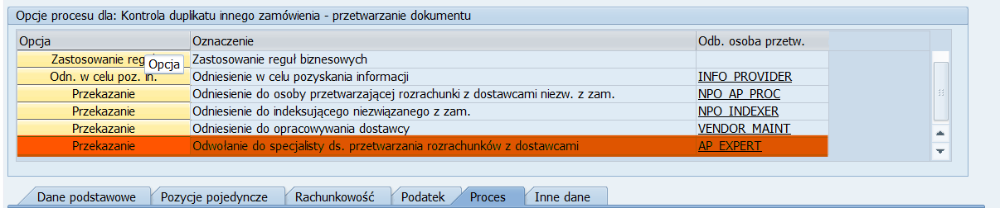 Opcje procesu dla: Kontrola duplikatu innego zamówienia - przetwarzanie dokumentu
Opcja Oznaczenie Odb. osoba przetw.
Zastosowanie Zastosowanie reguł biznesowych
Opcja
Odn. w celu poz. in. Odniesienie w celu pozyskania informacji INFO_PROVIDER
Przekazanie Odniesienie do osoby przetwarzającej rozrachunki z dostawcami niezw. z zam. NPO_AP_PROC
Przekazanie Odniesienie do indeksującego niezwiązanego z zam. NPO_INDEXER
Przekazanie Odniesienie do opracowywania dostawcy VENDOR_MAINT
Przekazanie Odwołanie do specjalisty ds. przetwarzania rozrachunków z dostawcami AP_EXPERT
Dane podstawowe Pozycje pojedyncze Rachunkowość Podatek Proces Inne dane